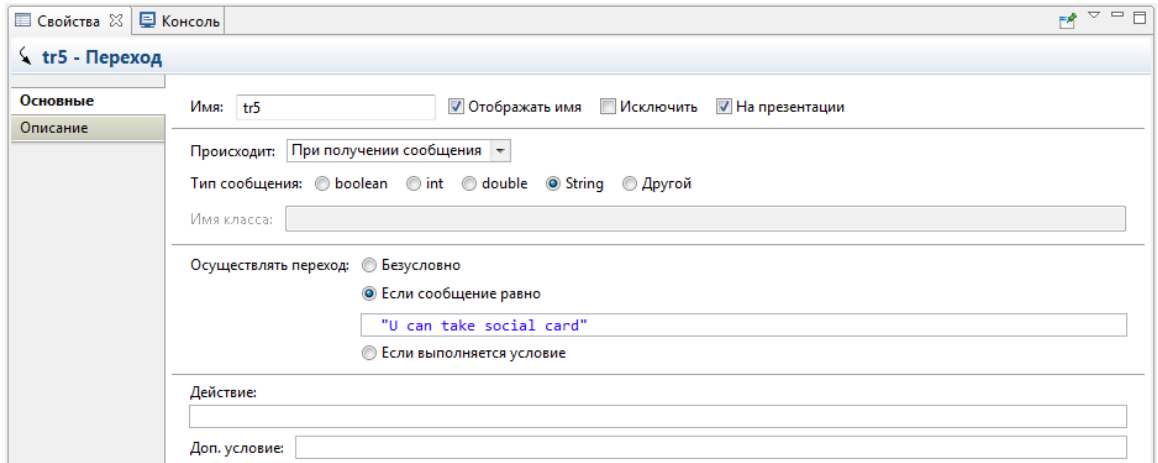 Свойства Консоль
tr5 - Переход
Основные
Описание
Имя: tr5 Отображать имя Исключить На презентации
Происходит: При получении сообщения
Тип сообщения: boolean int double String Другой
Имя класса:
Осуществлять переход: Безусловно
Если сообщение равно
"U can take social card"
Если выполняется условие
Действие:
Доп. условие: